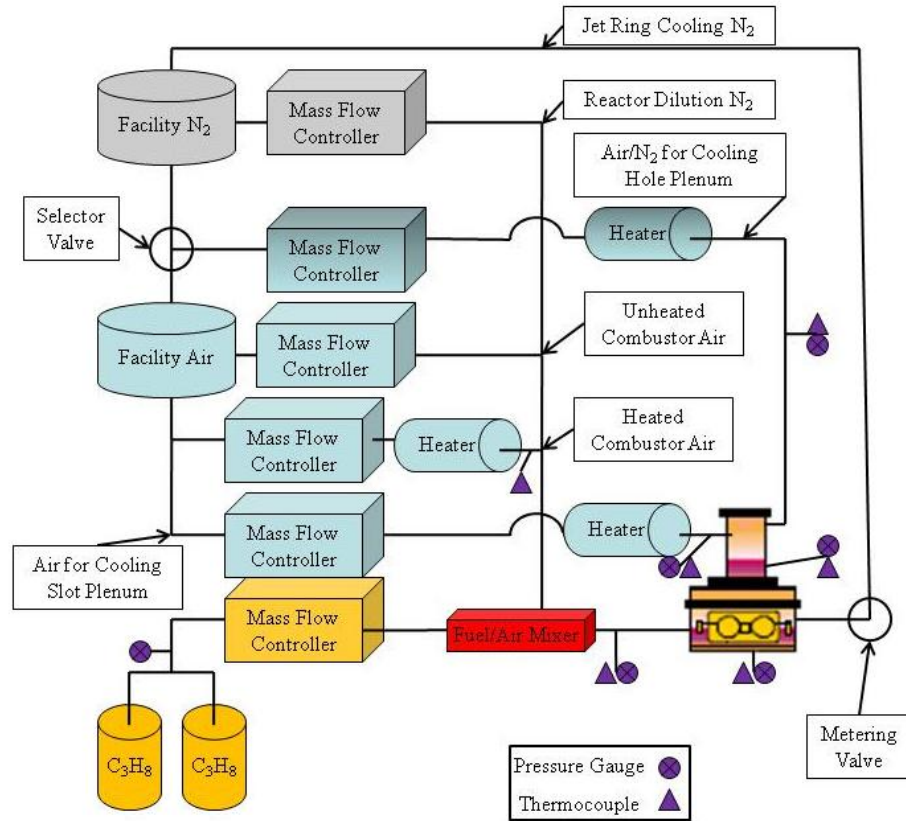 Jet Ring Cooling N₂
Facility N₂
Mass Flow
Controller
Reactor Dilution N₂
Air/N₂ for Cooling
Hole Plenum
Selector
Valve
Mass Flow
Controller
Heater
Facility Air
Mass Flow
Controller
Unheated
Combustor Air
Mass Flow
Controller
Heater
Heated
Combustor Air
Mass Flow
Controller
Heater
Air for Cooling
Slot Plenum
Mass Flow
Controller
Fuel/Air Mixer
C₃H₈
C₃H₈
Metering
Valve
Pressure Gauge
Thermocouple